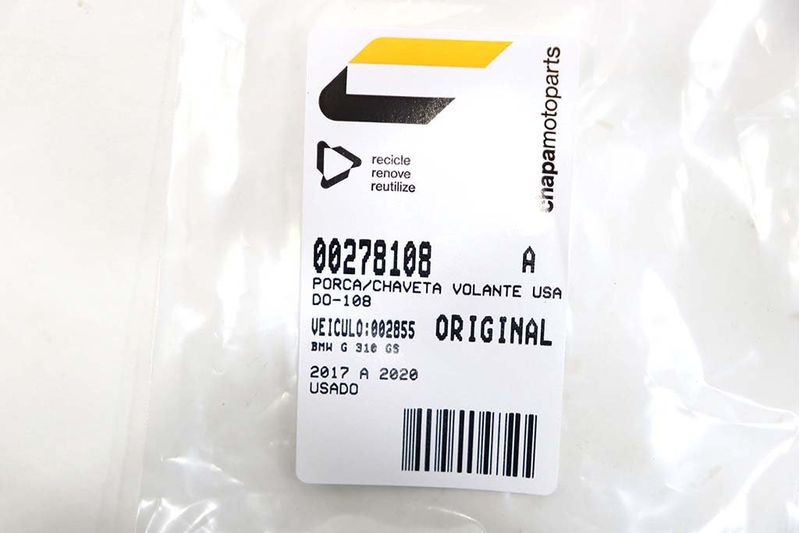 chapamotoparts
recicle
renove
reutilize
00278108 A
PORCA/CHAVETA VOLANTE USA
DO-108
VEICULO:002855 ORIGINAL
BMW G 310 GS
2017 A 2020
USADO